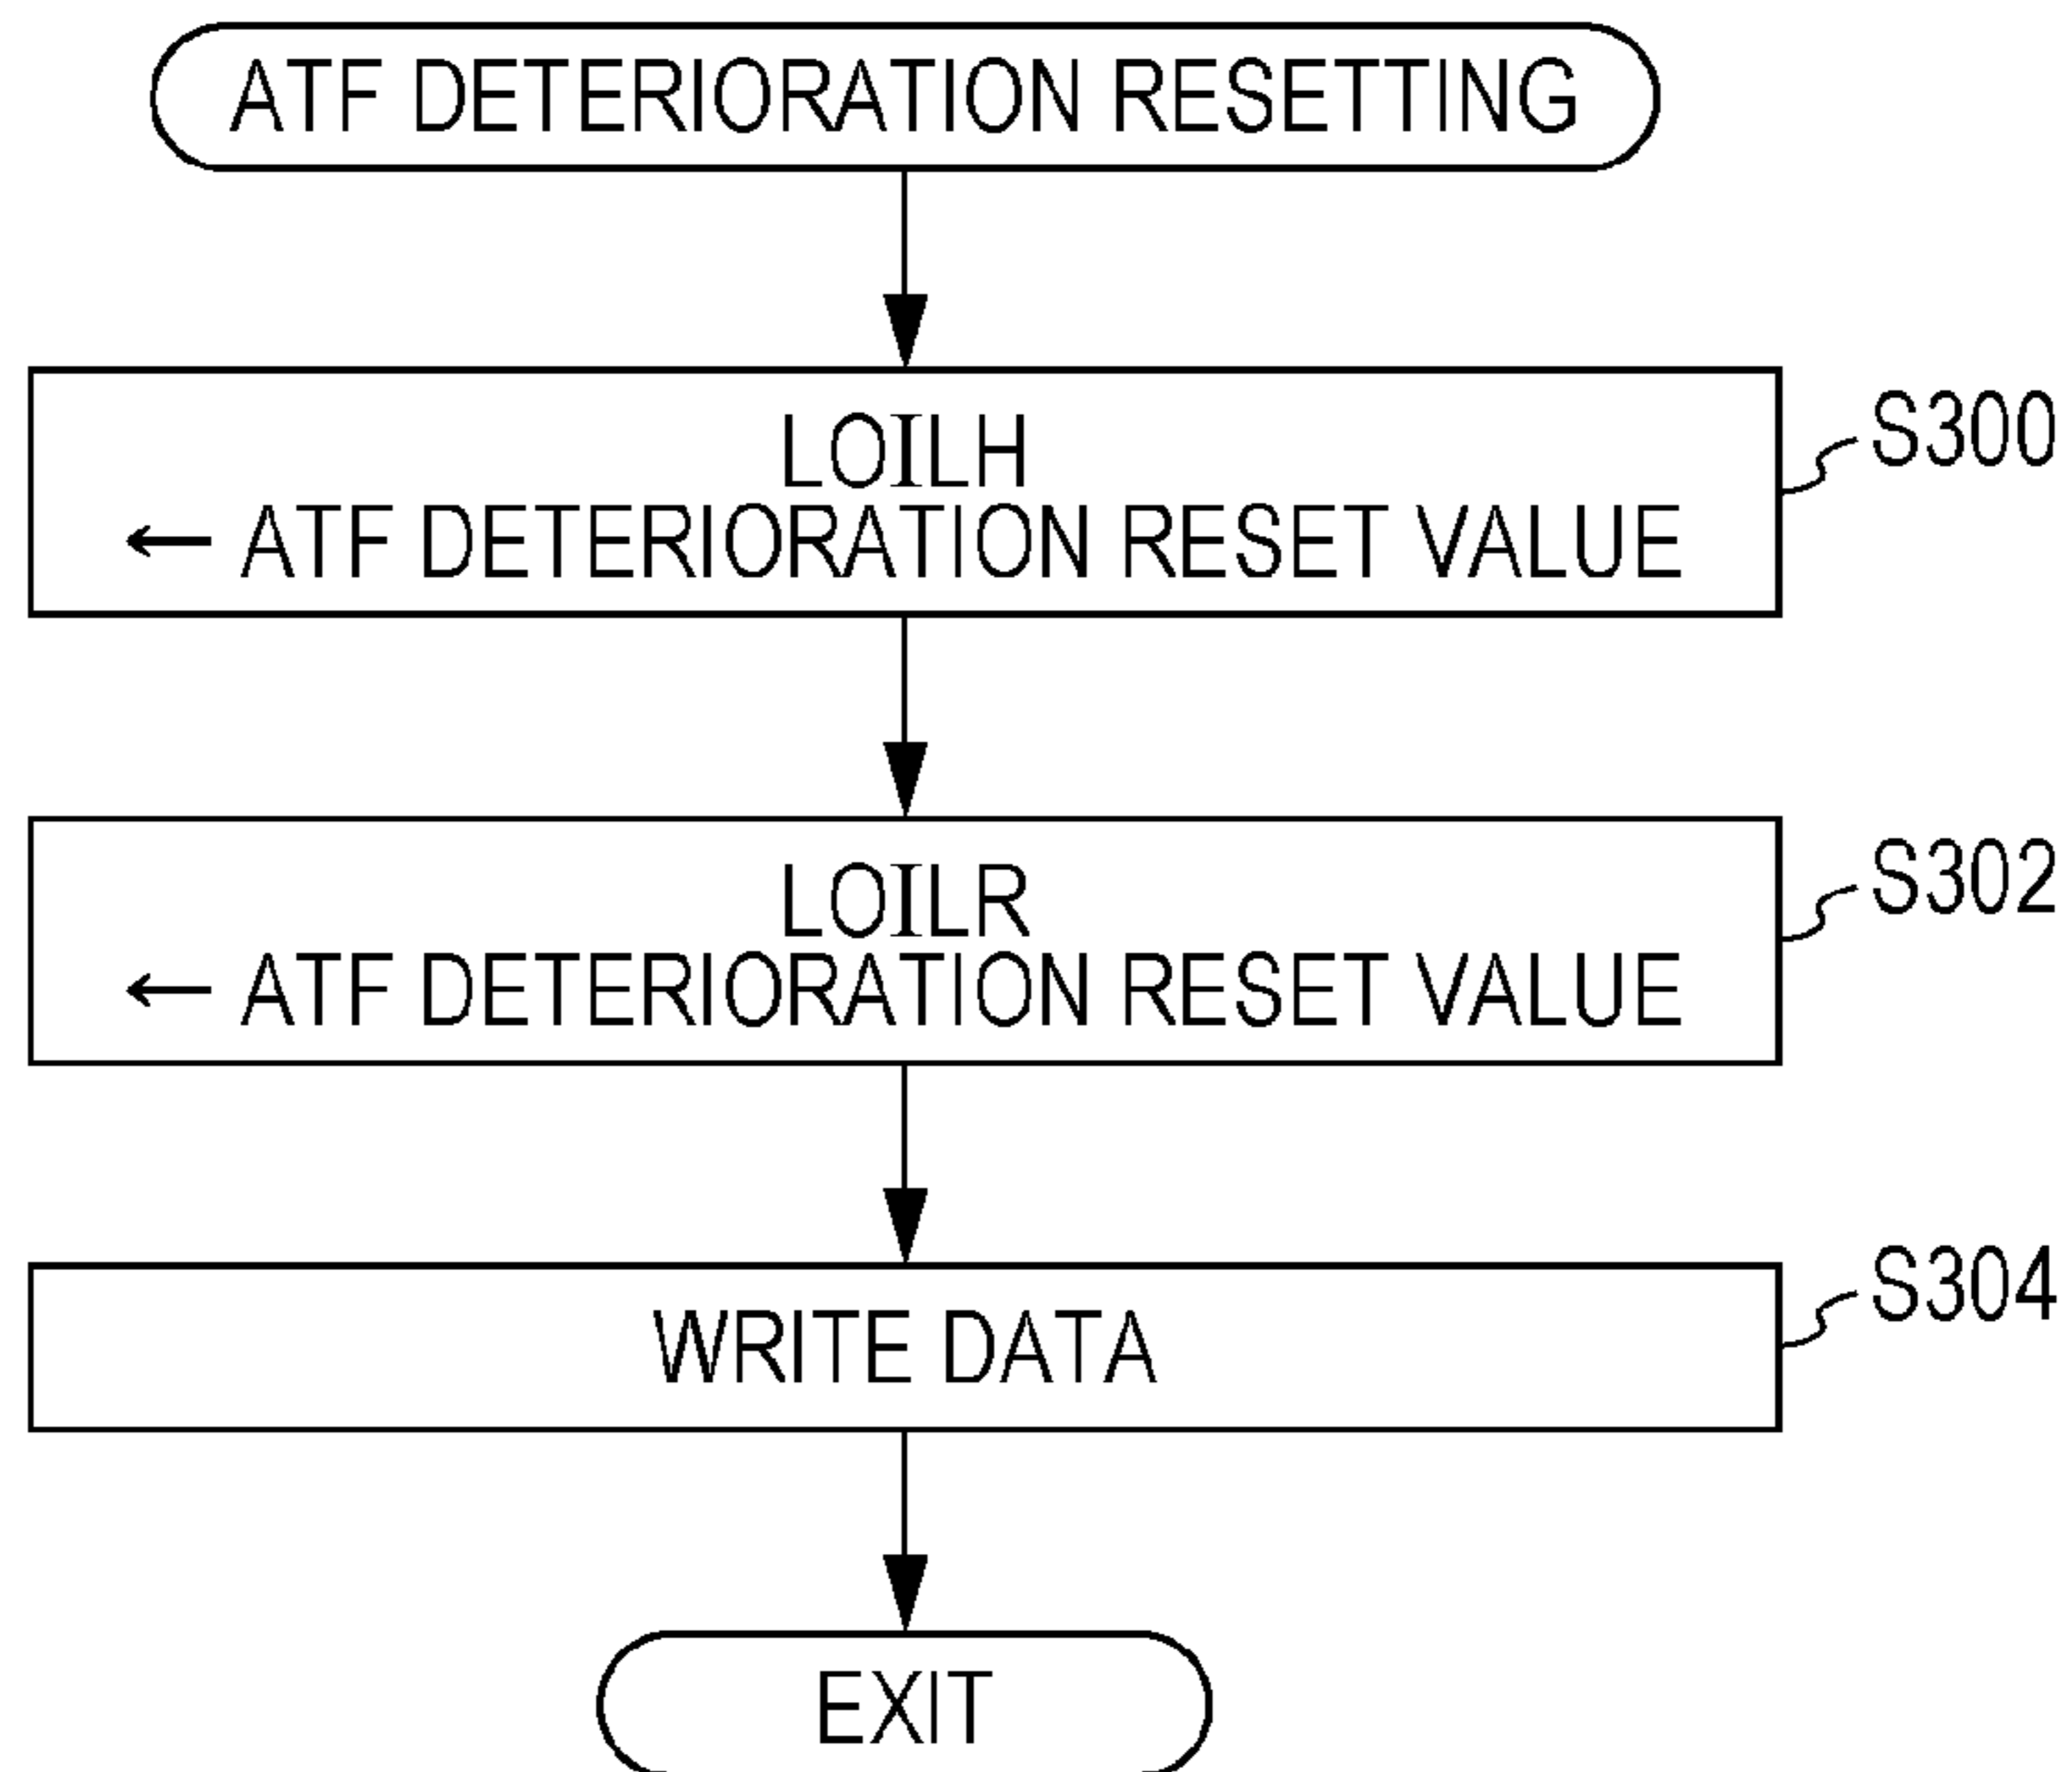 ATF DETERIORATION RESETTING
LOILH
← ATF DETERIORATION RESET VALUE
S300
LOILR
← ATF DETERIORATION RESET VALUE
S302
WRITE DATA
S304
EXIT